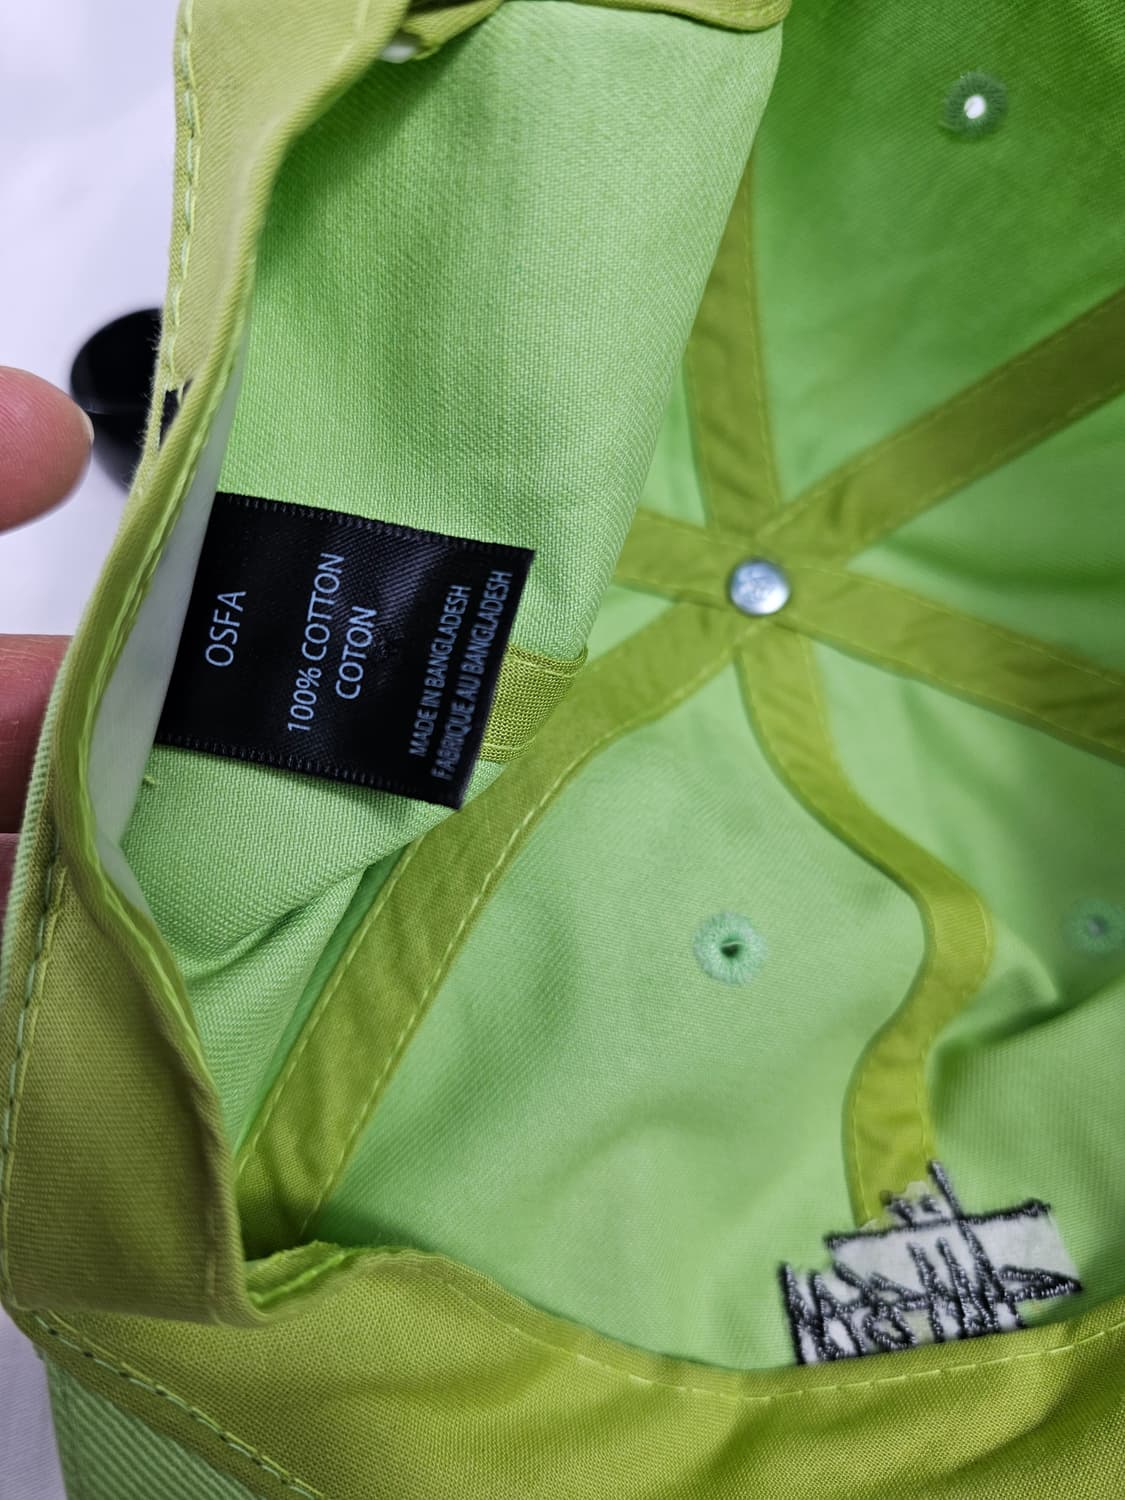 OSFA
100% COTTON
COTON
MADE IN BANGLADESH
FABRIQUE AU BANGLADESH